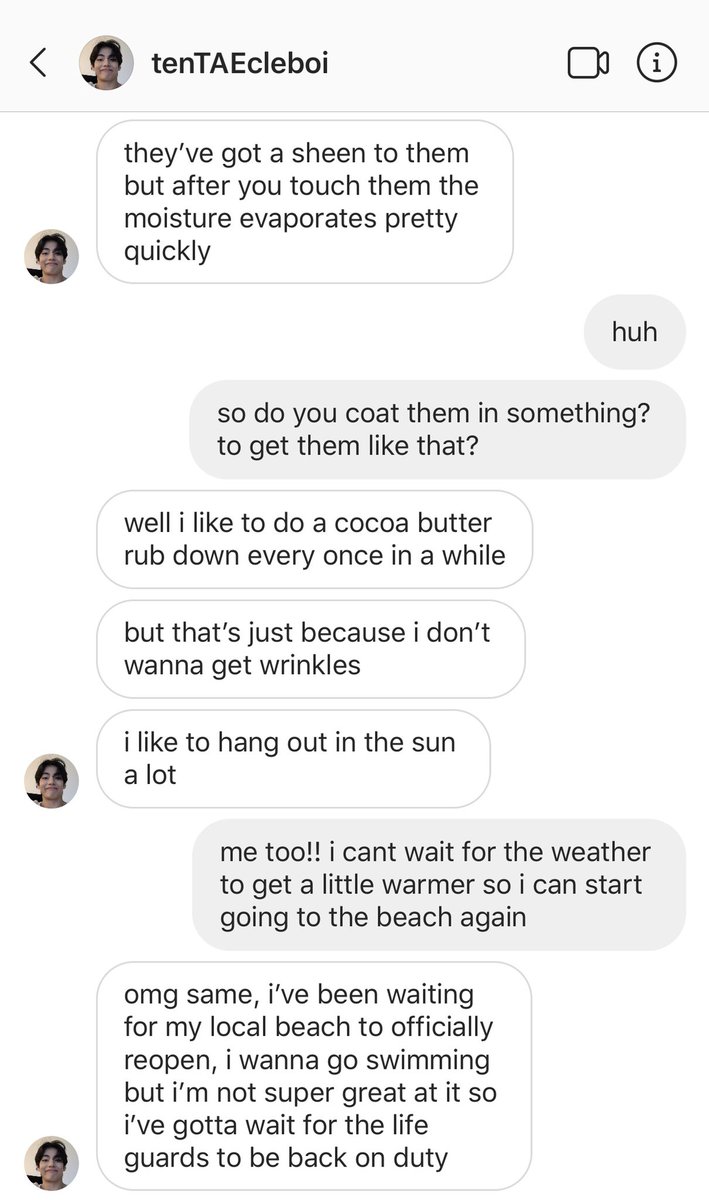 tenTAEcleboi
they’ve got a sheen to them
but after you touch them the
moisture evaporates pretty
quickly
huh
so do you coat them in something?
to get them like that?
well i like to do a cocoa butter
rub down every once in a while
but that’s just because i don’t
wanna get wrinkles
i like to hang out in the sun
a lot
me too!! i cant wait for the weather
to get a little warmer so i can start
going to the beach again
omg same, i’ve been waiting
for my local beach to officially
reopen, i wanna go swimming
but i’m not super great at it so
i’ve gotta wait for the life
guards to be back on duty